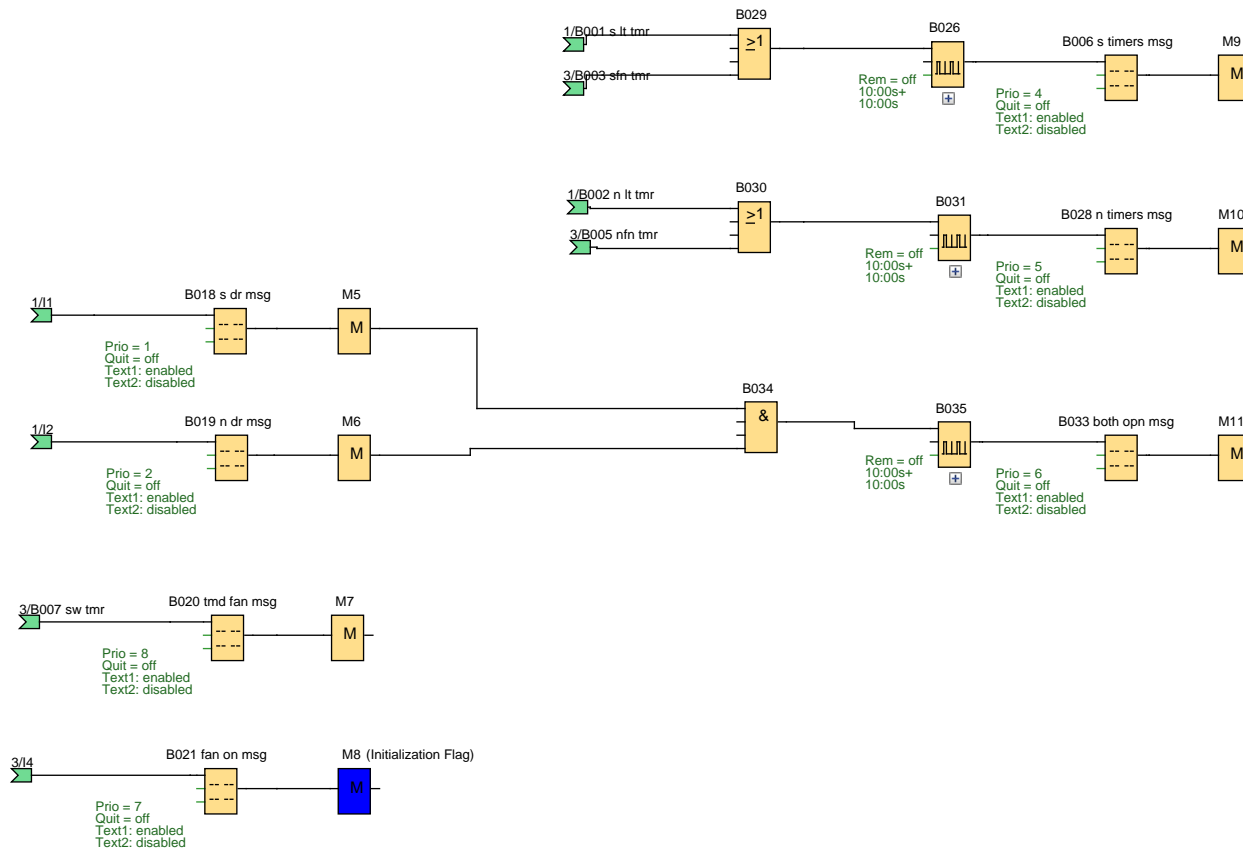 B029
1/B001 s lt tmr
≥1
3/B003 sfn tmr
B026
Rem = off
10:00s+
10:00s
B006 s timers msg
Prio = 4
Quit = off
Text1: enabled
Text2: disabled
M9
M
B030
1/B002 n lt tmr
≥1
3/B005 nfn tmr
B031
Rem = off
10:00s+
10:00s
B028 n timers msg
Prio = 5
Quit = off
Text1: enabled
Text2: disabled
M10
M
1/I1
B018 s dr msg
Prio = 1
Quit = off
Text1: enabled
Text2: disabled
M5
M
1/I2
B019 n dr msg
Prio = 2
Quit = off
Text1: enabled
Text2: disabled
M6
M
B034
&
B035
Rem = off
10:00s+
10:00s
B033 both opn msg
Prio = 6
Quit = off
Text1: enabled
Text2: disabled
M11
M
3/B007 sw tmr
B020 tmd fan msg
Prio = 8
Quit = off
Text1: enabled
Text2: disabled
M7
M
3/I4
B021 fan on msg
Prio = 7
Quit = off
Text1: enabled
Text2: disabled
M8 (Initialization Flag)
M